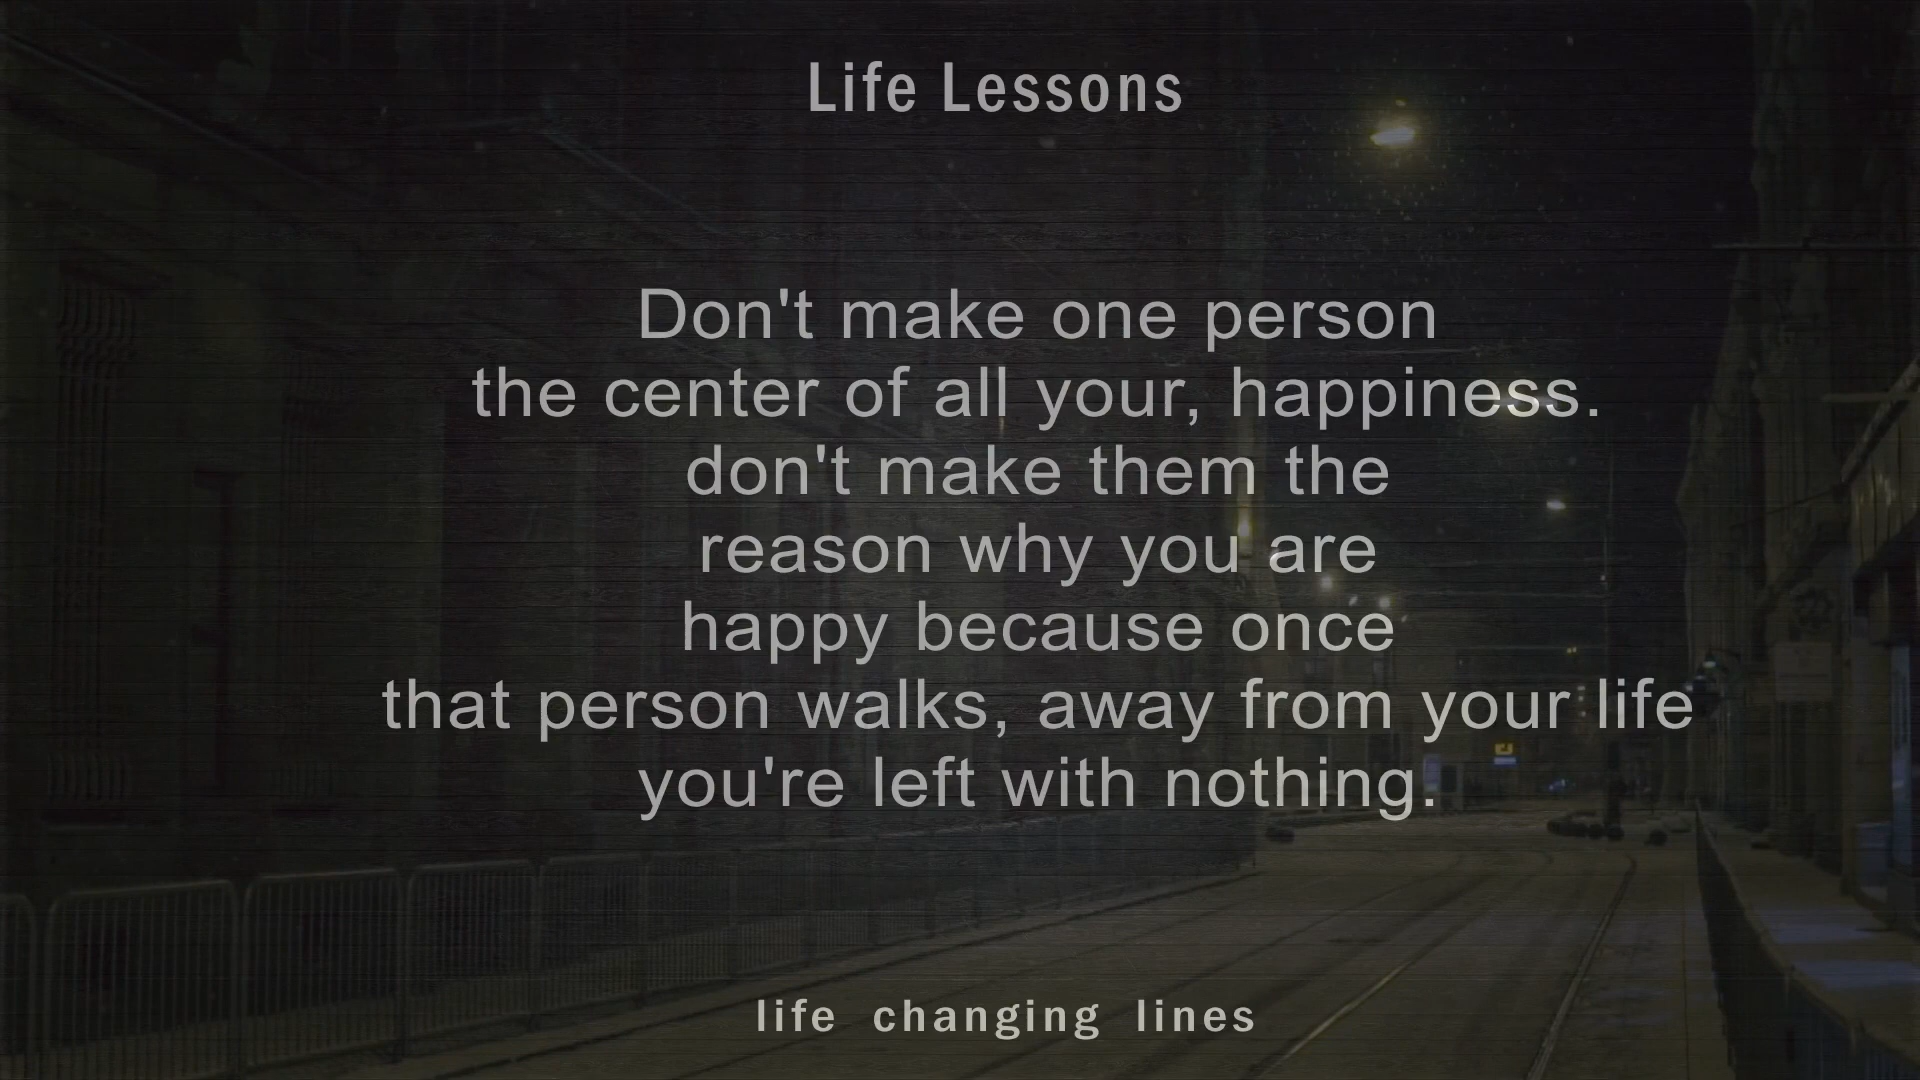 Life Lessons
Don't make one person
the center of all your, happiness.
don't make them the
reason why you are
happy because once
that person walks, away from your life
you're left with nothing.
life changing lines